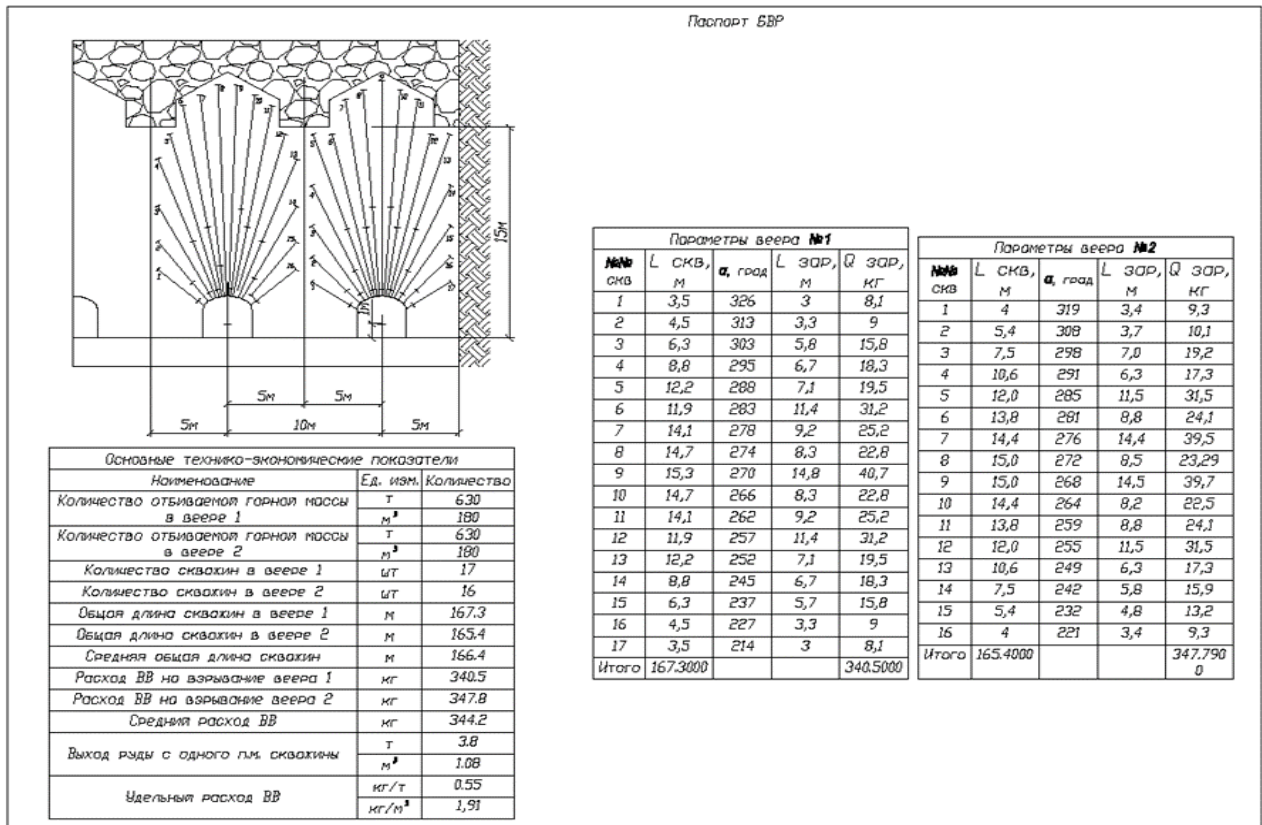 Паспорт БВР
15м
1м
5м 5м
5м 10м 5м
Основные технико-экономические показатели
Наименование Ед. изм. Количество
Количество отбиваемой горной массы в веере 1 т 630
м³ 180
Количество отбиваемой горной массы в веере 2 т 630
м³ 180
Количество скважин в веере 1 шт 17
Количество скважин в веере 2 шт 16
Общая длина скважин в веере 1 м 167.3
Общая длина скважин в веере 2 м 165.4
Средняя общая длина скважин м 166.4
Расход ВВ на взрывание веера 1 кг 340.5
Расход ВВ на взрывание веера 2 кг 347.8
Средний расход ВВ кг 344.2
Выход руды с одного п.м. скважины т 3.8
м³ 1.08
Удельный расход ВВ кг/т 0.55
кг/м³ 1,91
Параметры веера №1
№№ скв L скв, м α, град L зар, м Q зар, кг
1 3,5 326 3 8,1
2 4,5 313 3,3 9
3 6,3 303 5,8 15,8
4 8,8 295 6,7 18,3
5 12,2 288 7,1 19,5
6 11,9 283 11,4 31,2
7 14,1 278 9,2 25,2
8 14,7 274 8,3 22,8
9 15,3 270 14,8 40,7
10 14,7 266 8,3 22,8
11 14,1 262 9,2 25,2
12 11,9 257 11,4 31,2
13 12,2 252 7,1 19,5
14 8,8 245 6,7 18,3
15 6,3 237 5,7 15,8
16 4,5 227 3,3 9
17 3,5 214 3 8,1
Итого 167.3000 340.5000
Параметры веера №2
№№ скв L скв, м α, град L зар, м Q зар, кг
1 4 319 3,4 9,3
2 5,4 308 3,7 10,1
3 7,5 298 7,0 19,2
4 10,6 291 6,3 17,3
5 12,0 285 11,5 31,5
6 13,8 281 8,8 24,1
7 14,4 276 14,4 39,5
8 15,0 272 8,5 23,29
9 15,0 268 14,5 39,7
10 14,4 264 8,2 22,5
11 13,8 259 8,8 24,1
12 12,0 255 11,5 31,5
13 10,6 249 6,3 17,3
14 7,5 242 5,8 15,9
15 5,4 232 4,8 13,2
16 4 221 3,4 9,3
Итого 165.4000 347.7900